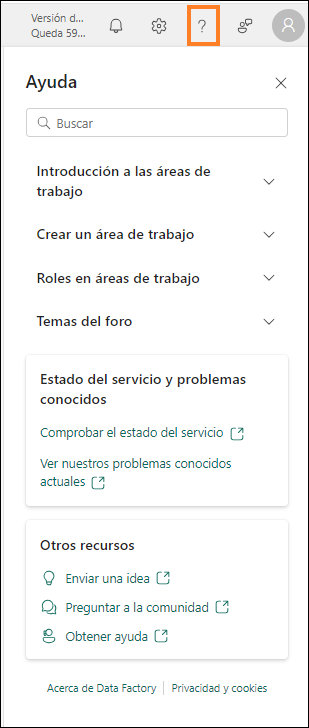 Versión d...
Queda 59...
?
Ayuda
Buscar
Introducción a las áreas de
trabajo
Crear un área de trabajo
Roles en áreas de trabajo
Temas del foro
Estado del servicio y problemas
conocidos
Comprobar el estado del servicio
Ver nuestros problemas conocidos
actuales
Otros recursos
Enviar una idea
Preguntar a la comunidad
Obtener ayuda
Acerca de Data Factory | Privacidad y cookies